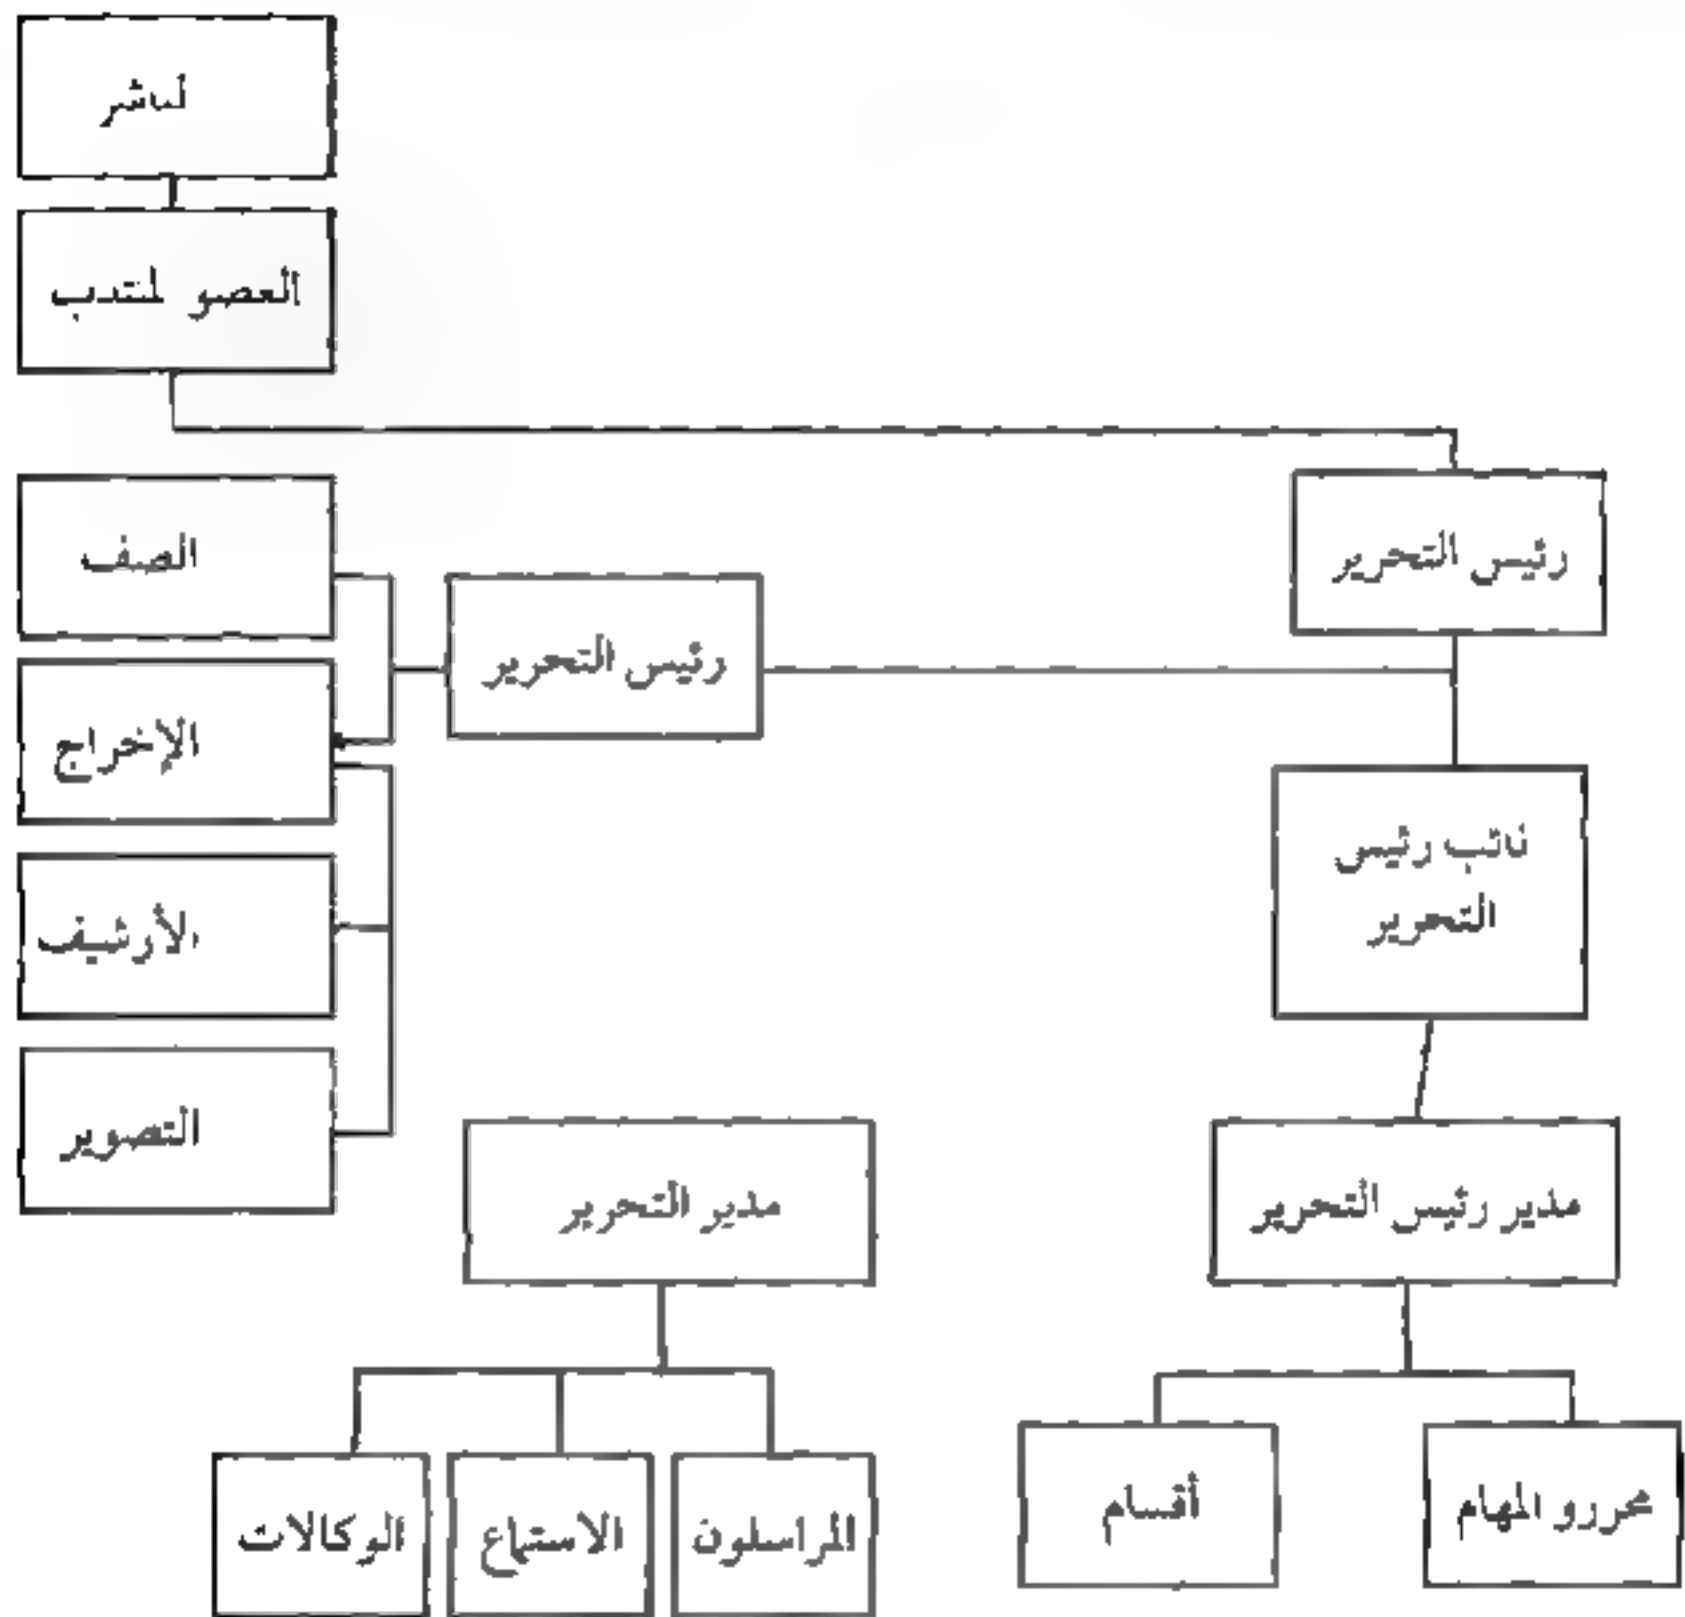 لناشر
العضو لمنتدب
رئيس التحرير
الصف
رئيس التحرير
الإخراج
نائب رئيس
التحرير
الأرشيف
التصوير
مدير رئيس التحرير
مدير التحرير
محررو المهام
أقسام
المراسلون
الاستماع
الوكالات